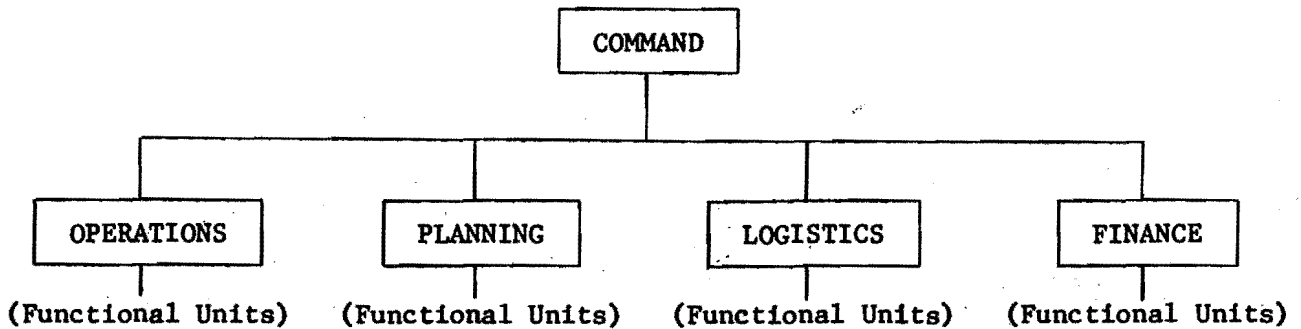 COMMAND
OPERATIONS PLANNING LOGISTICS FINANCE
(Functional Units) (Functional Units) (Functional Units) (Functional Units)